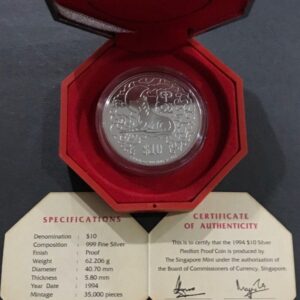 $10
SPECIFICATIONS
Denomination : $10
Composition : 999 Fine Silver
Finish : Proof
Weight : 62.206 g
Diameter : 40.70 mm
Thickness : 5.80 mm
Year Date : 1994
Mintage : 35,000 pieces
CERTIFICATE
OF AUTHENTICITY
This is to certify that the 1994 $10 Silver
Piedfort Proof Coin is produced by
The Singapore Mint under the authorisation of
the Board of Commissioners of Currency, Singapore.